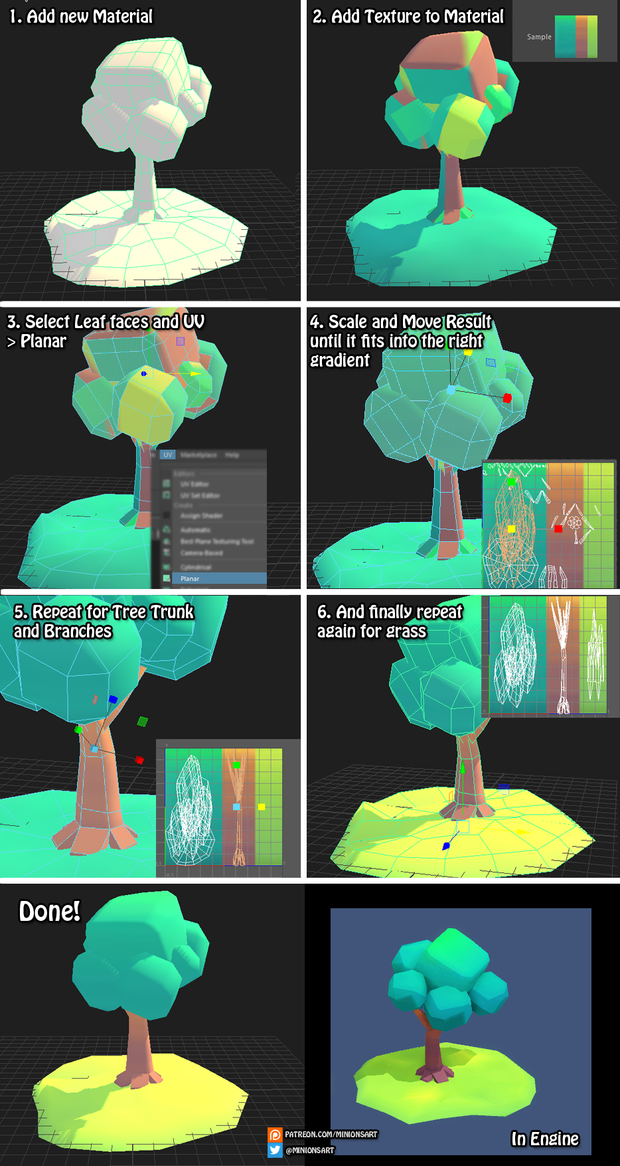 1. Add new Material
2. Add Texture to Material
Sample
3. Select Leaf faces and UV
> Planar
UV Marketplace Help
Editors
UV Editor
UV Set Editor
Create
Assign Shader
Automatic
Best Plane Texturing Tool
Camera-Based
Cylindrical
Planar
4. Scale and Move Result
until it fits into the right
gradient
5. Repeat for Tree Trunk
and Branches
6. And finally repeat
again for grass
Done!
PATREON.COM/MINIONSART
@MINIONSART
In Engine